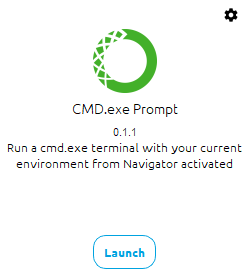 CMD.exe Prompt
0.1.1
Run a cmd.exe terminal with your current
environment from Navigator activated
Launch